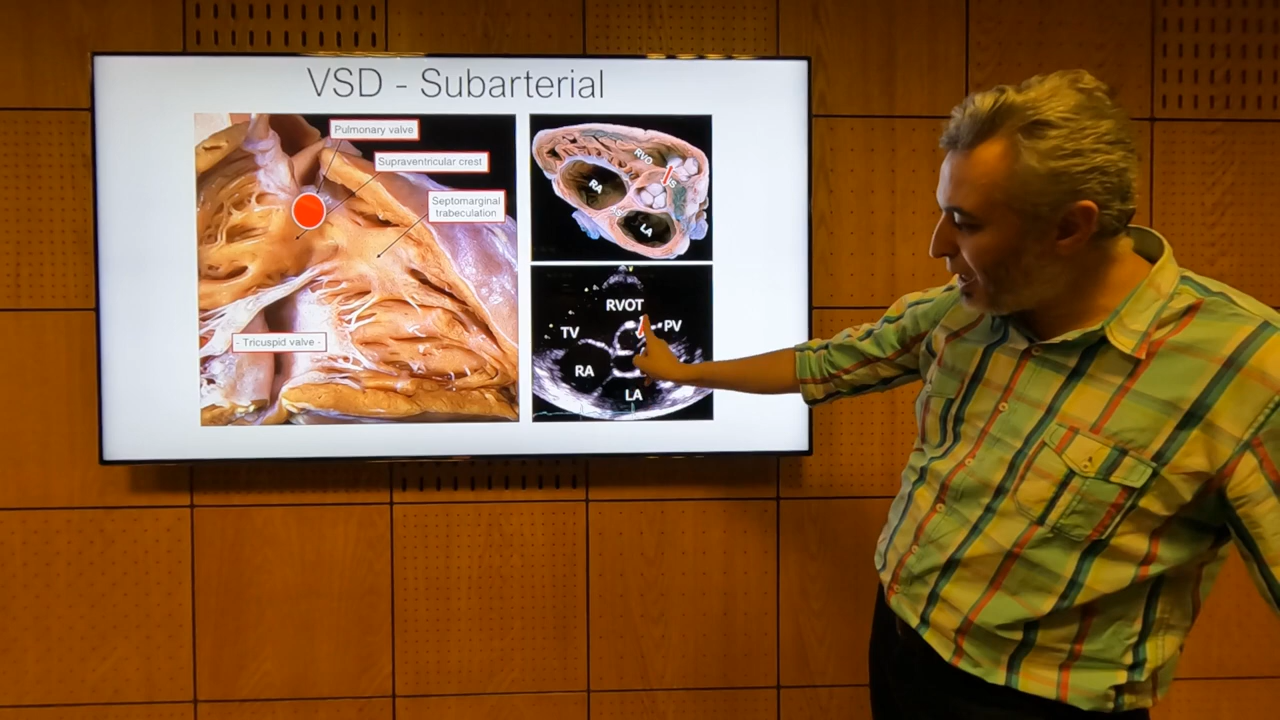 VSD - Subarterial
Pulmonary valve
Supraventricular crest
Septomarginal
trabeculation
- Tricuspid valve -
RVO
RA
LA
RVOT
TV
PV
RA
LA